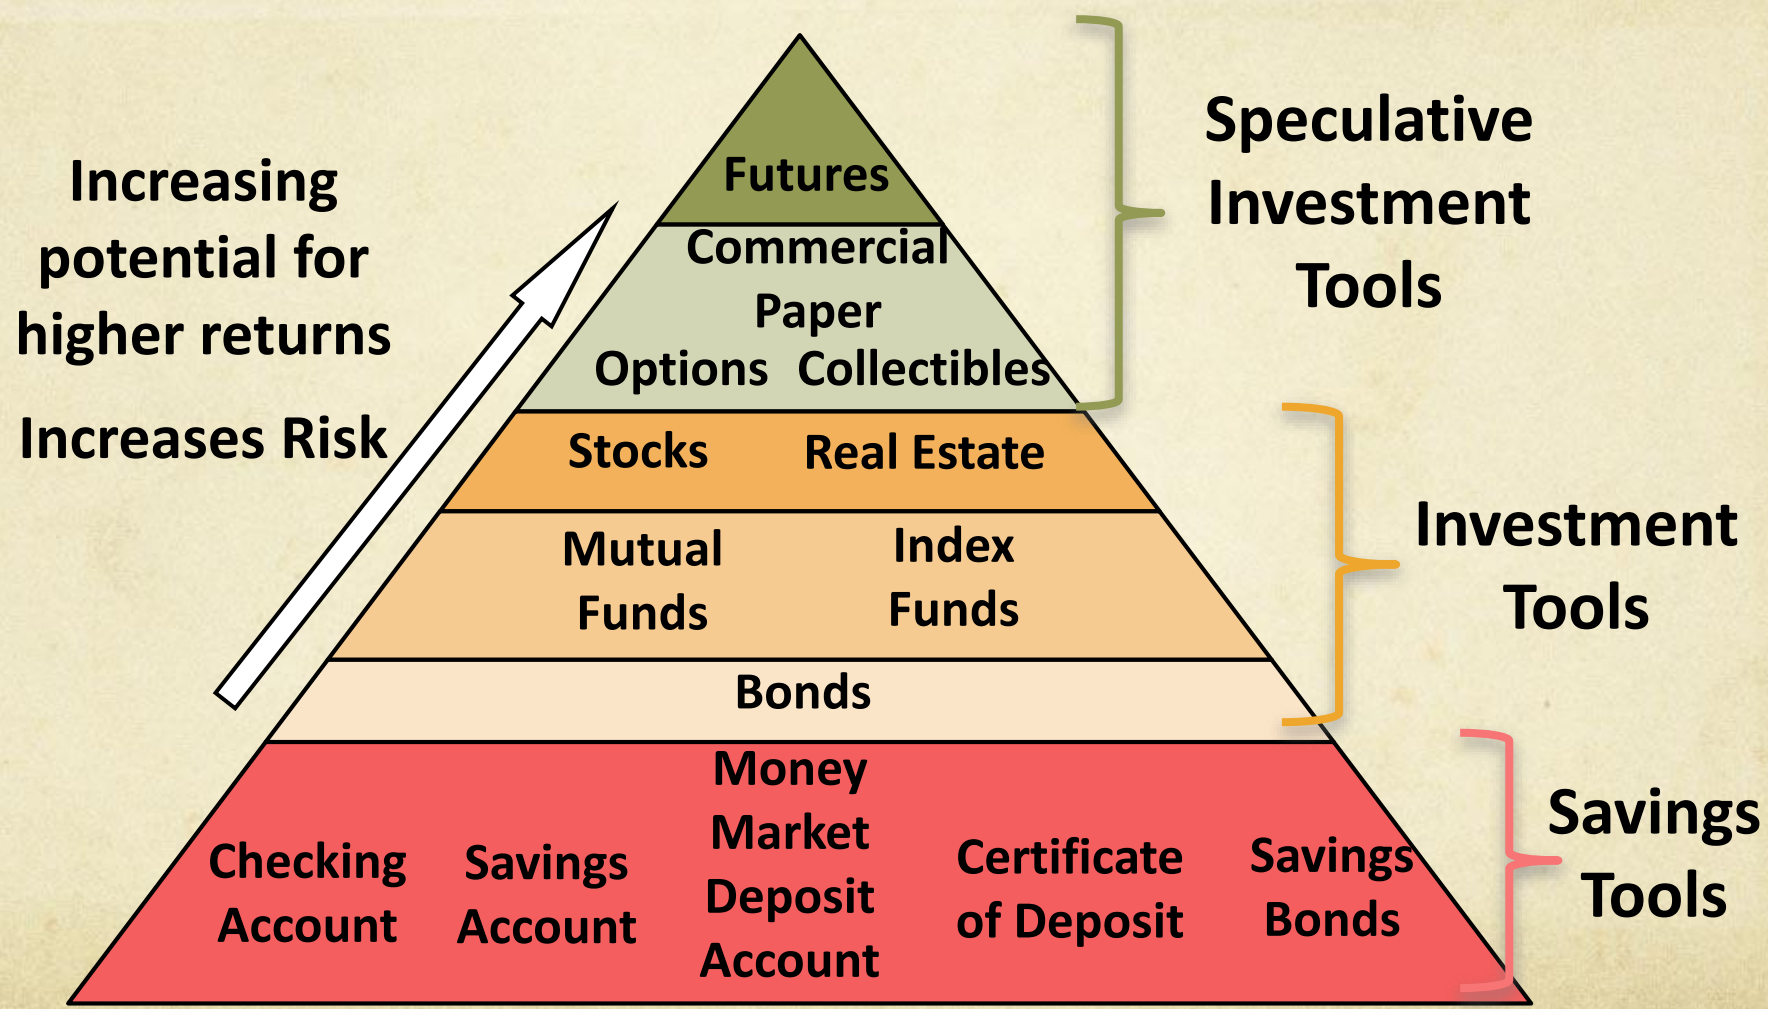 Increasing
potential for
higher returns
Increases Risk
Futures
Commercial
Paper
Options Collectibles
Stocks Real Estate
Mutual
Funds
Index
Funds
Bonds
Checking
Account
Savings
Account
Money
Market
Deposit
Account
Certificate
of Deposit
Savings
Bonds
Speculative
Investment
Tools
Investment
Tools
Savings
Tools